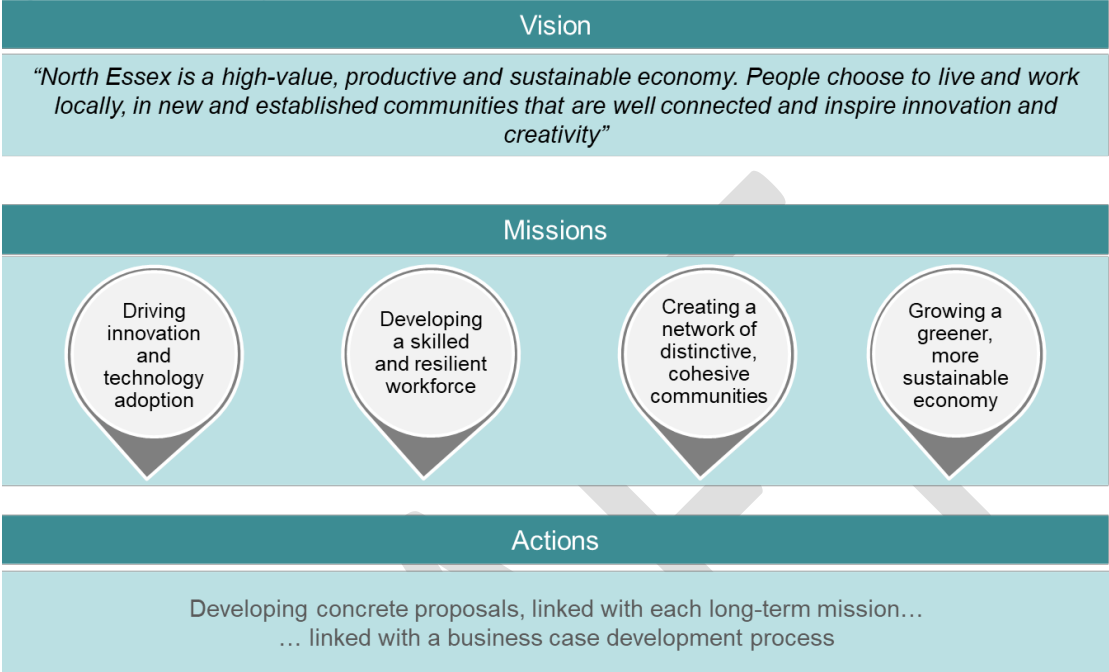 Vision
“North Essex is a high-value, productive and sustainable economy. People choose to live and work
locally, in new and established communities that are well connected and inspire innovation and
creativity”
Missions
Driving
innovation
and
technology
adoption
Developing
a skilled
and resilient
workforce
Creating a
network of
distinctive,
cohesive
communities
Growing a
greener,
more
sustainable
economy
Actions
Developing concrete proposals, linked with each long-term mission…
… linked with a business case development process